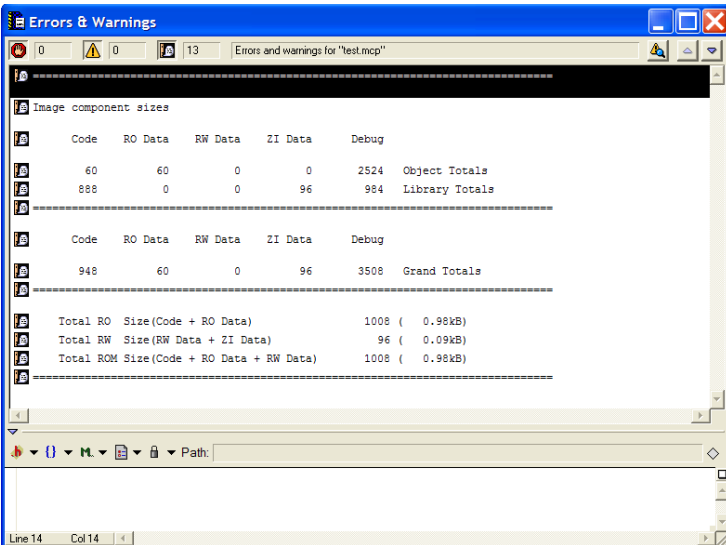 Errors & Warnings
0 0 13 Errors and warnings for "test.mcp"
================================================================================
Image component sizes
Code RO Data RW Data ZI Data Debug
60 60 0 0 2524 Object Totals
888 0 0 96 984 Library Totals
================================================================================
Code RO Data RW Data ZI Data Debug
948 60 0 96 3508 Grand Totals
================================================================================
Total RO Size(Code + RO Data) 1008 ( 0.98kB)
Total RW Size(RW Data + ZI Data) 96 ( 0.09kB)
Total ROM Size(Code + RO Data + RW Data) 1008 ( 0.98kB)
================================================================================
h {} M. Path:
Line 14 Col 14